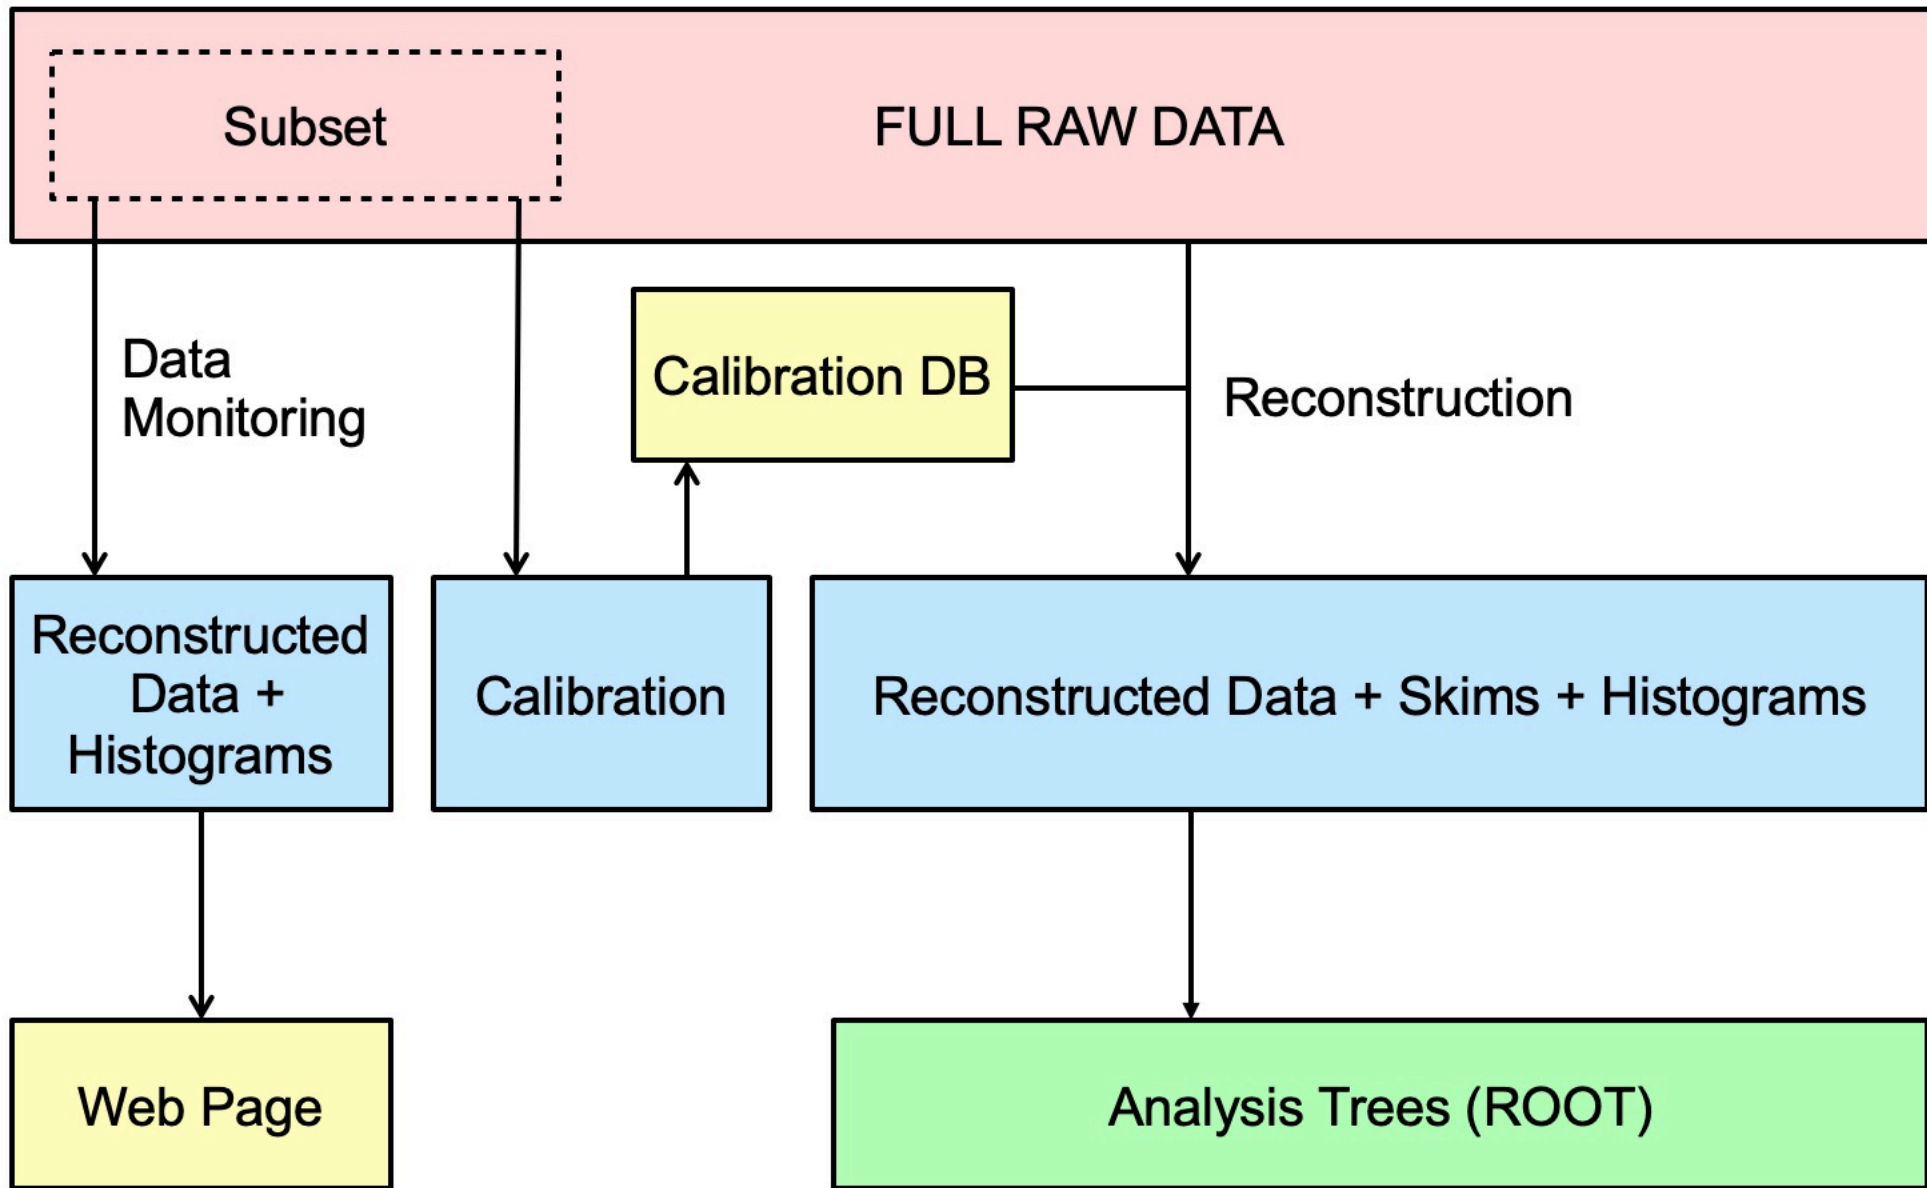 Subset
FULL RAW DATA
Data
Monitoring
Calibration DB
Reconstruction
Reconstructed
Data +
Histograms
Calibration
Reconstructed Data + Skims + Histograms
Web Page
Analysis Trees (ROOT)